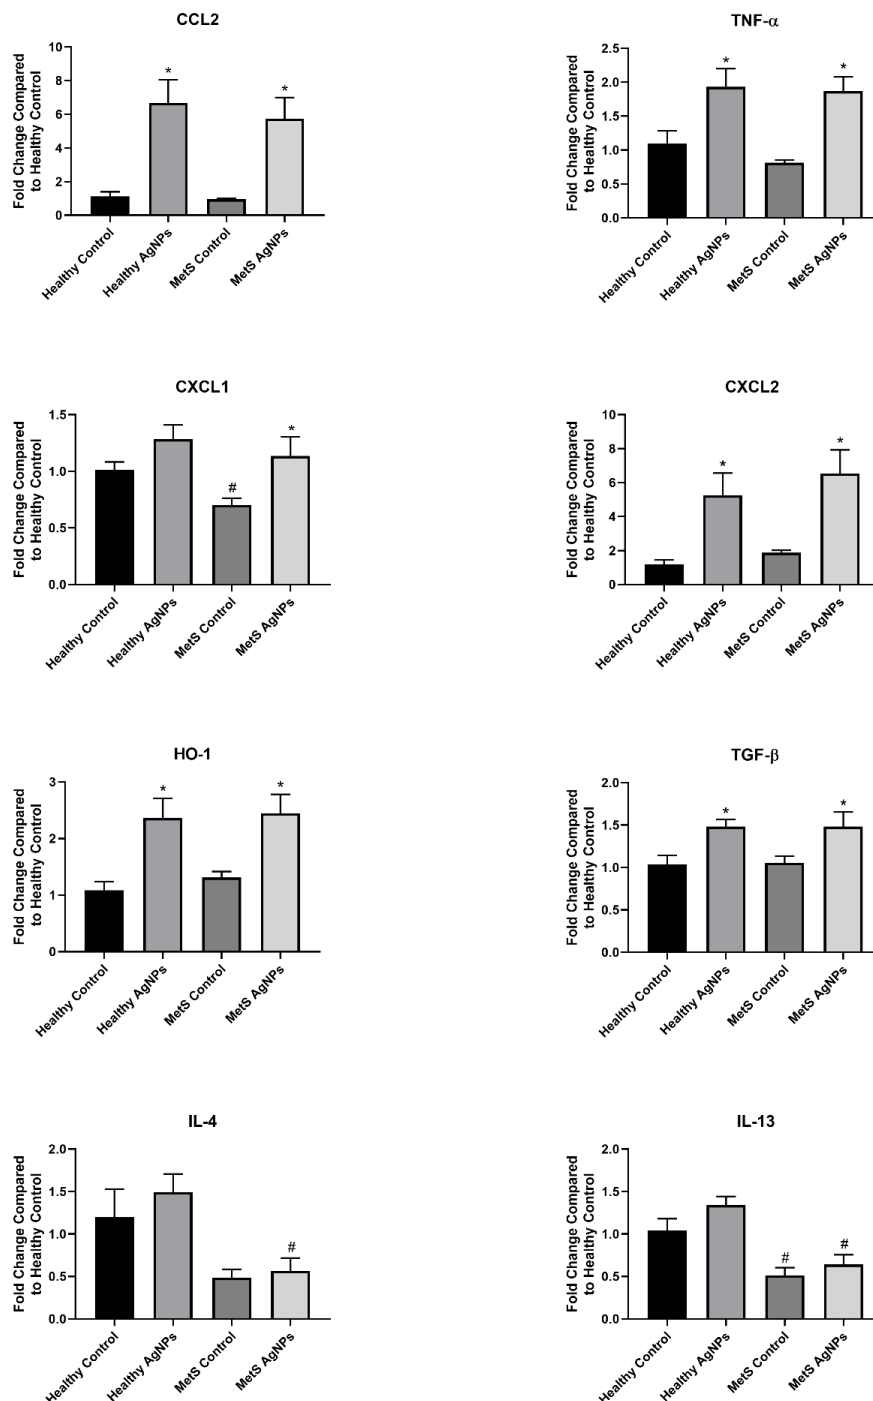 CCL2
Fold Change Compared
to Healthy Control
10
8
6
4
2
0
*
*
Healthy Control
Healthy AgNPs
MetS Control
MetS AgNPs
TNF-α
Fold Change Compared
to Healthy Control
2.5
2.0
1.5
1.0
0.5
0.0
*
*
Healthy Control
Healthy AgNPs
MetS Control
MetS AgNPs
CXCL1
Fold Change Compared
to Healthy Control
1.5
1.0
0.5
0.0
#
*
Healthy Control
Healthy AgNPs
MetS Control
MetS AgNPs
CXCL2
Fold Change Compared
to Healthy Control
10
8
6
4
2
0
*
*
Healthy Control
Healthy AgNPs
MetS Control
MetS AgNPs
HO-1
Fold Change Compared
to Healthy Control
3
2
1
0
*
*
Healthy Control
Healthy AgNPs
MetS Control
MetS AgNPs
TGF-β
Fold Change Compared
to Healthy Control
2.0
1.5
1.0
0.5
0.0
*
*
Healthy Control
Healthy AgNPs
MetS Control
MetS AgNPs
IL-4
Fold Change Compared
to Healthy Control
2.0
1.5
1.0
0.5
0.0
#
Healthy Control
Healthy AgNPs
MetS Control
MetS AgNPs
IL-13
Fold Change Compared
to Healthy Control
2.0
1.5
1.0
0.5
0.0
#
#
Healthy Control
Healthy AgNPs
MetS Control
MetS AgNPs